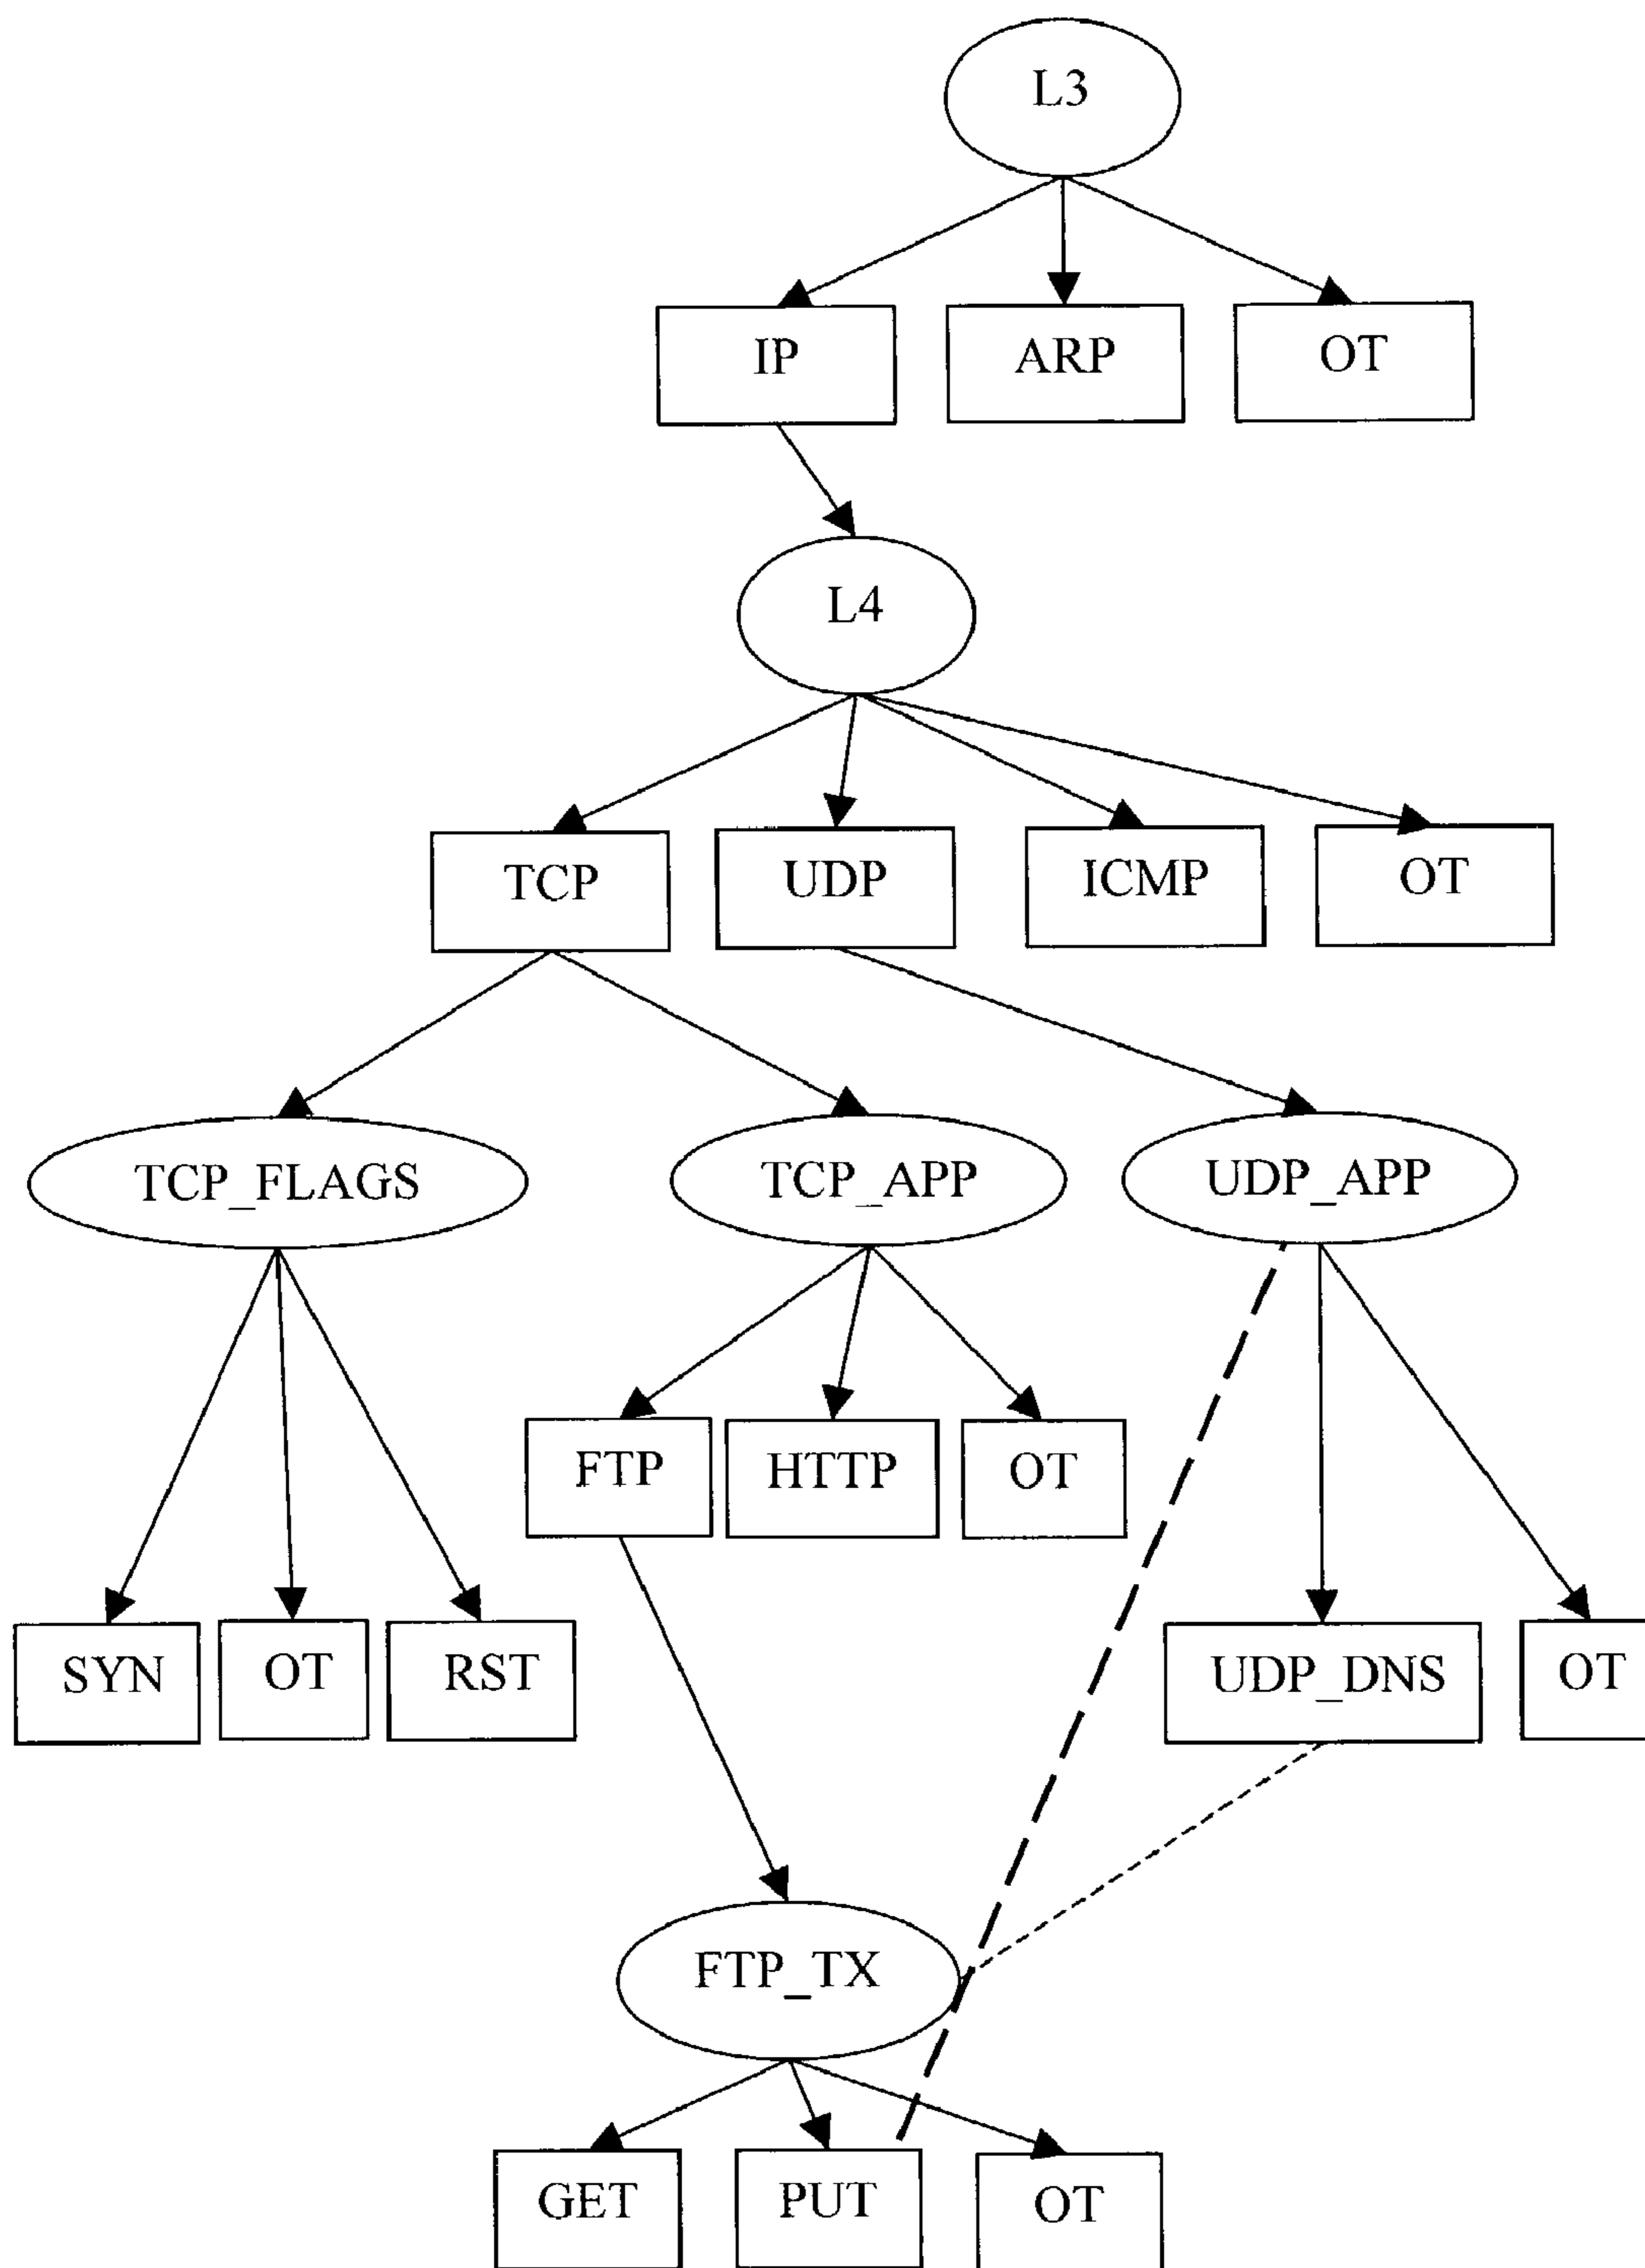 L3
IP
ARP
OT
L4
TCP
UDP
ICMP
OT
TCP_FLAGS
TCP_APP
UDP_APP
FTP
HTTP
OT
SYN
OT
RST
UDP_DNS
OT
FTP_TX
GET
PUT
OT